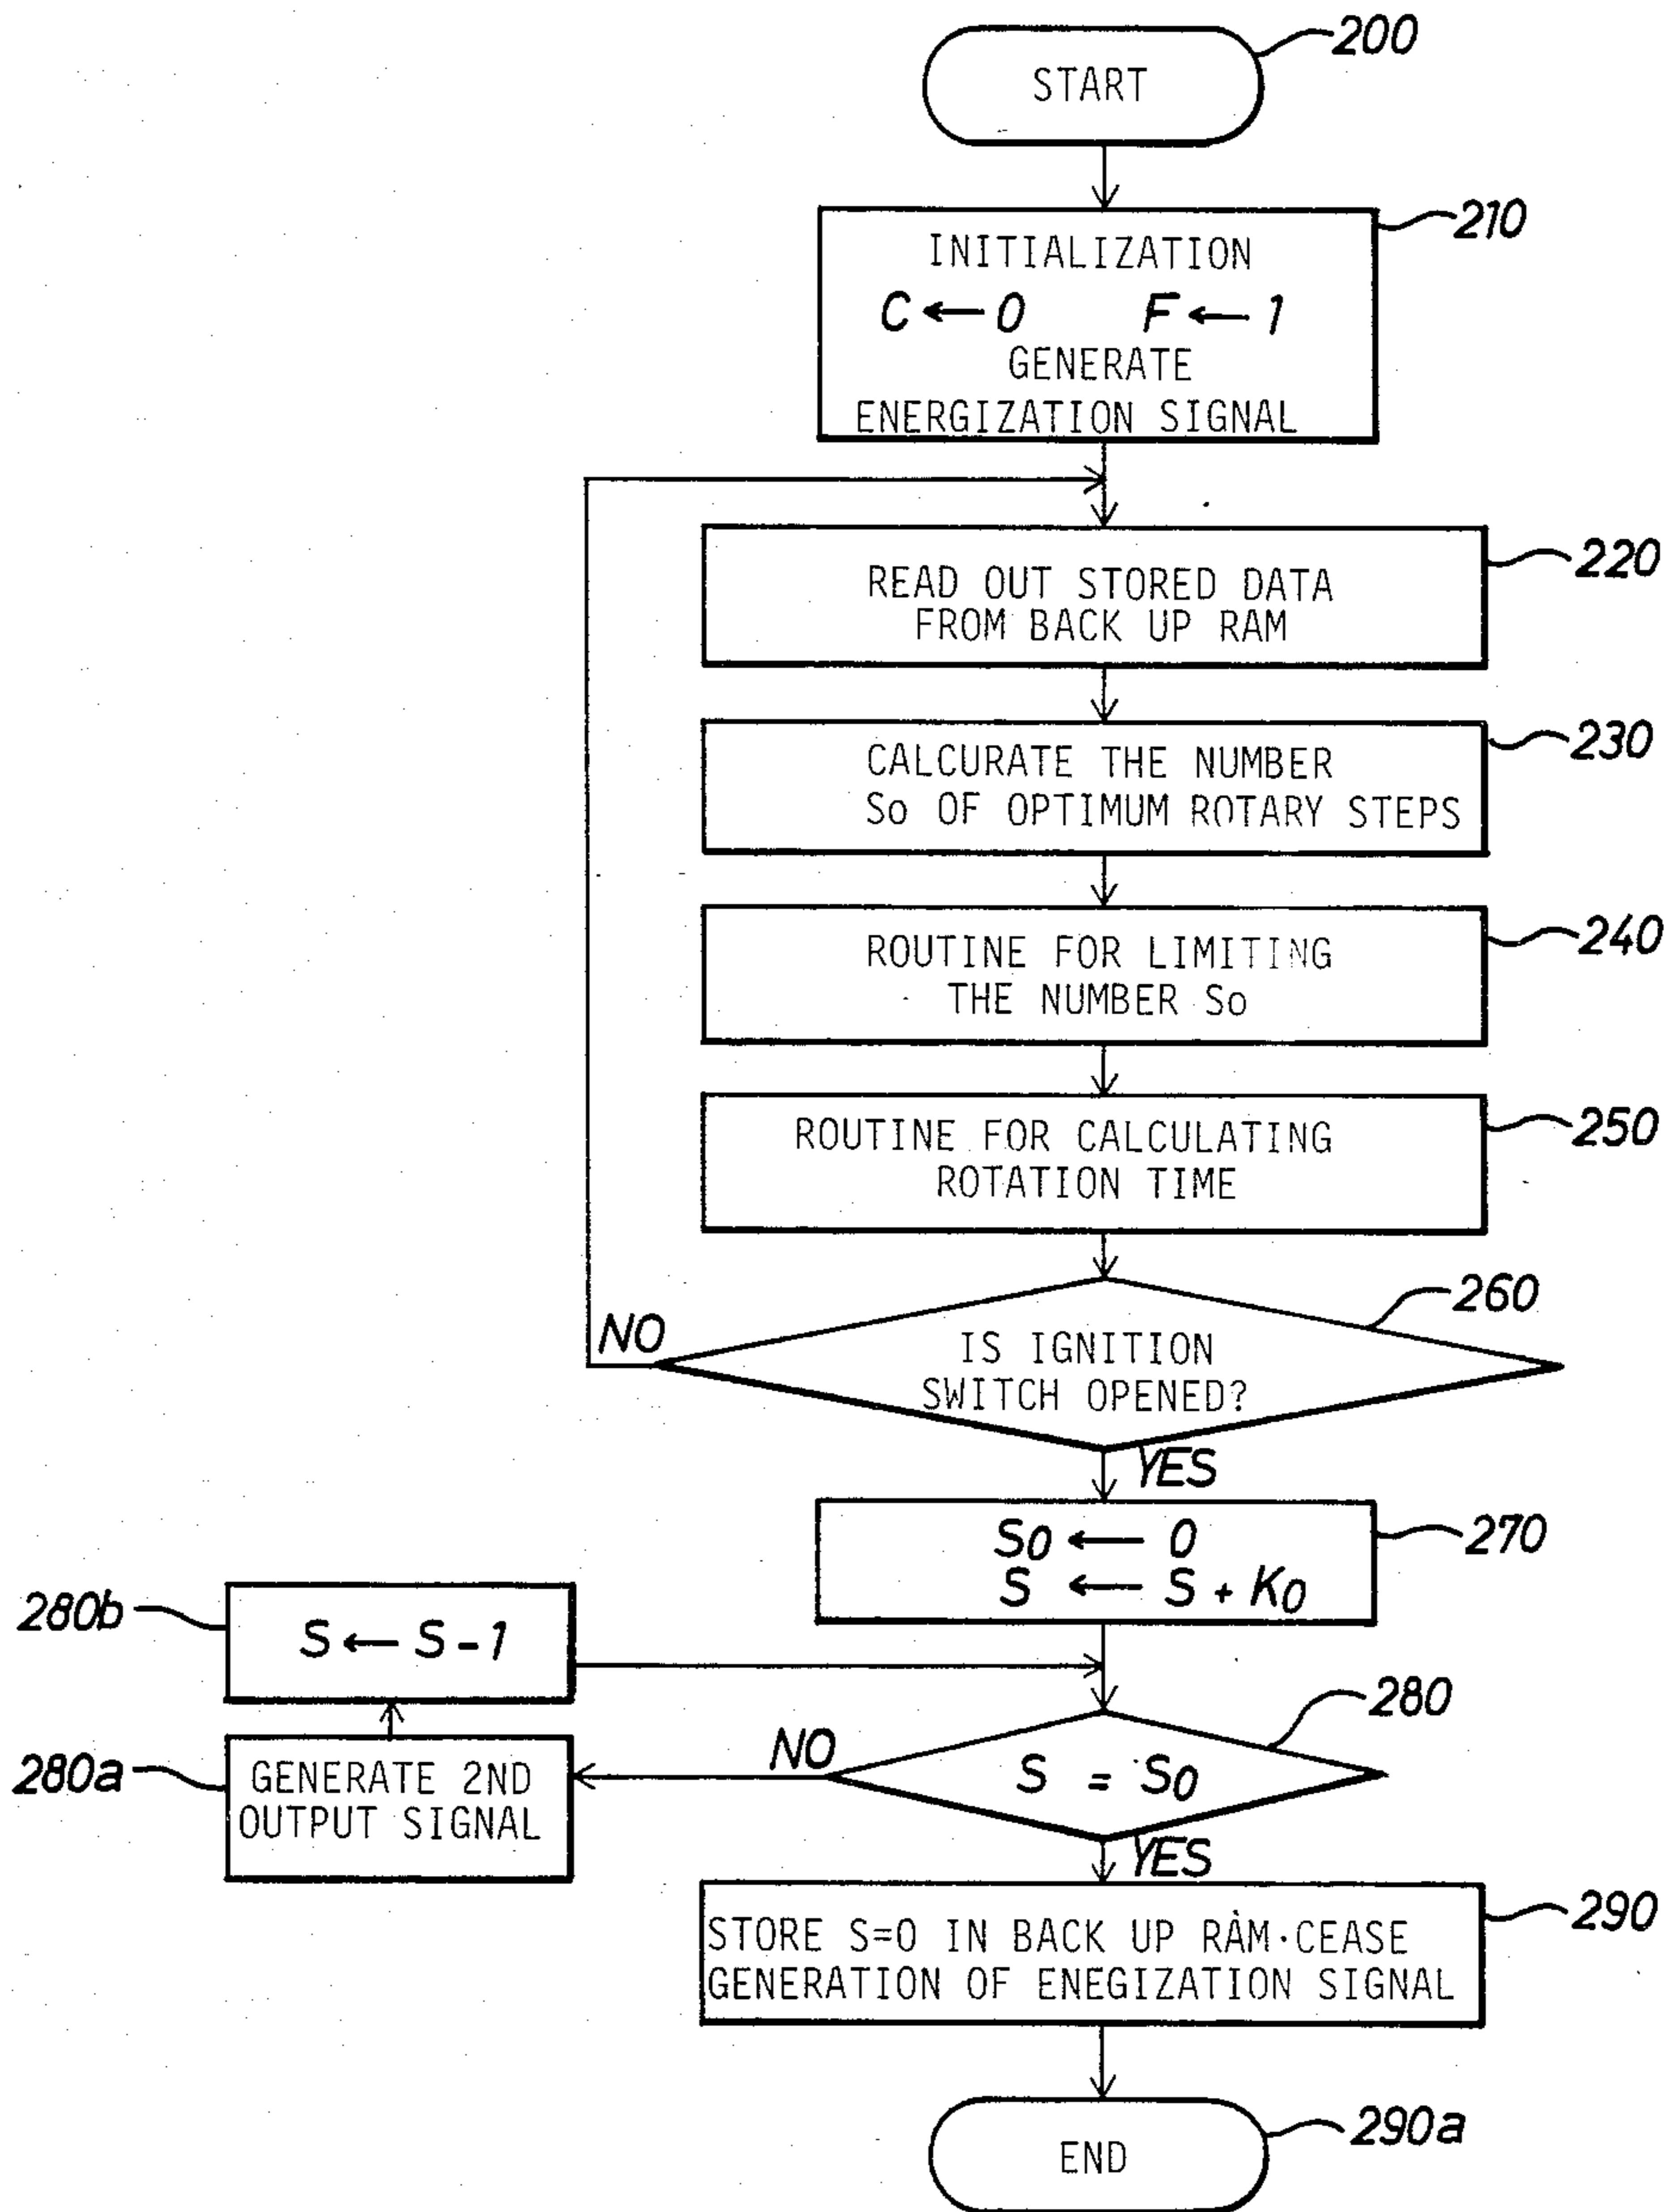 200
START
210
INITIALIZATION
C ← 0 F ← 1
GENERATE
ENERGIZATION SIGNAL
220
READ OUT STORED DATA
FROM BACK UP RAM
230
CALCURATE THE NUMBER
So OF OPTIMUM ROTARY STEPS
240
ROUTINE FOR LIMITING
THE NUMBER So
250
ROUTINE FOR CALCULATING
ROTATION TIME
260
NO
IS IGNITION
SWITCH OPENED?
YES
270
S0 ← 0
S ← S + K0
280b
S ← S - 1
280
NO
S = S0
280a
GENERATE 2ND
OUTPUT SIGNAL
YES
290
STORE S=0 IN BACK UP RAM·CEASE
GENERATION OF ENEGIZATION SIGNAL
290a
END